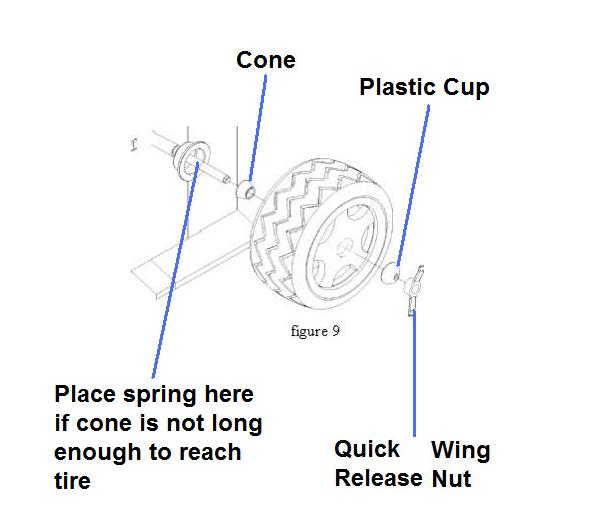 Cone
Plastic Cup
figure 9
Place spring here
if cone is not long
enough to reach
tire
Quick Wing
Release Nut